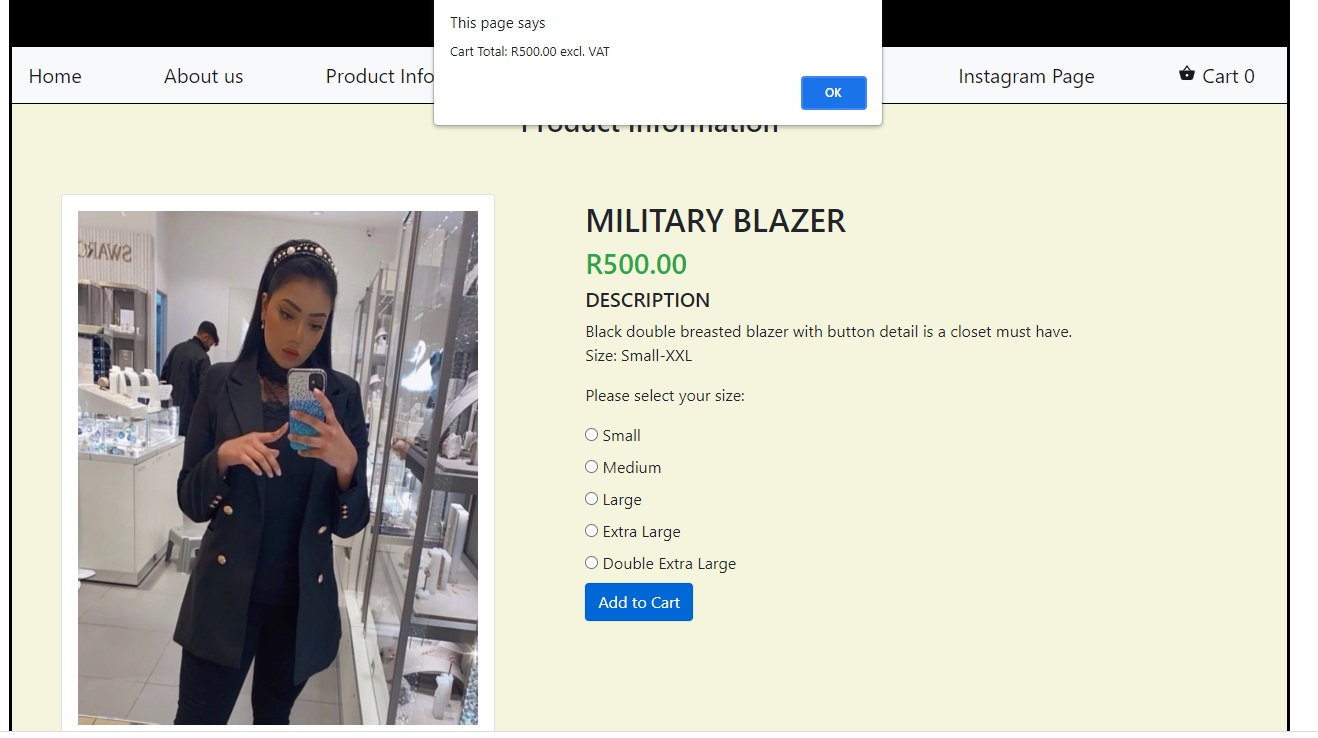 This page says
Cart Total: R500.00 excl. VAT
OK
Home
About us
Product Info
Instagram Page
Cart 0
Product Information
MILITARY BLAZER
R500.00
DESCRIPTION
Black double breasted blazer with button detail is a closet must have.
Size: Small-XXL
Please select your size:
Small
Medium
Large
Extra Large
Double Extra Large
Add to Cart
SWARO